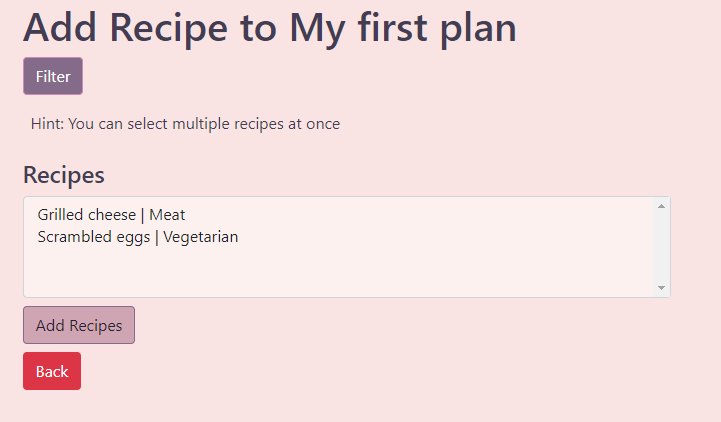 Add Recipe to My first plan
Filter
Hint: You can select multiple recipes at once
Recipes
Grilled cheese | Meat
Scrambled eggs | Vegetarian
Add Recipes
Back